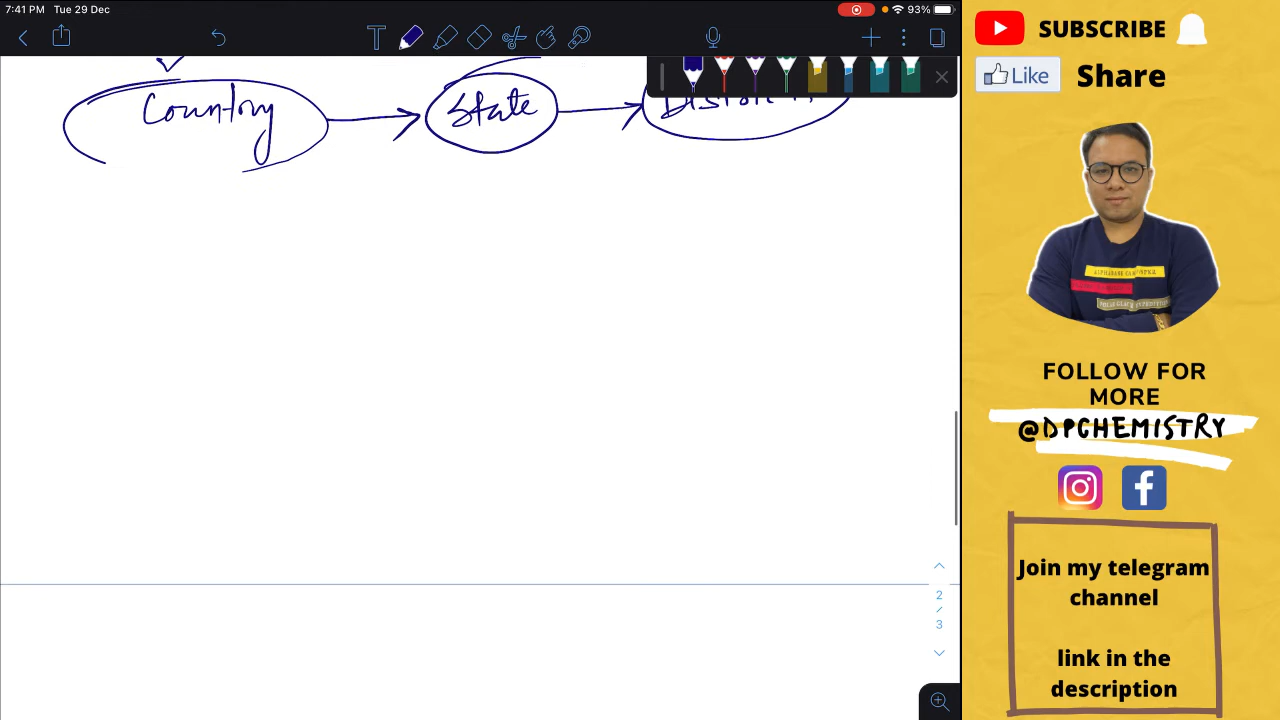 7:41 PM Tue 29 Dec
93%
T
Country
State
2
3
SUBSCRIBE
Like
Share
FOLLOW FOR
MORE
@DPCHEMISTRY
f
Join my telegram
channel
link in the
description